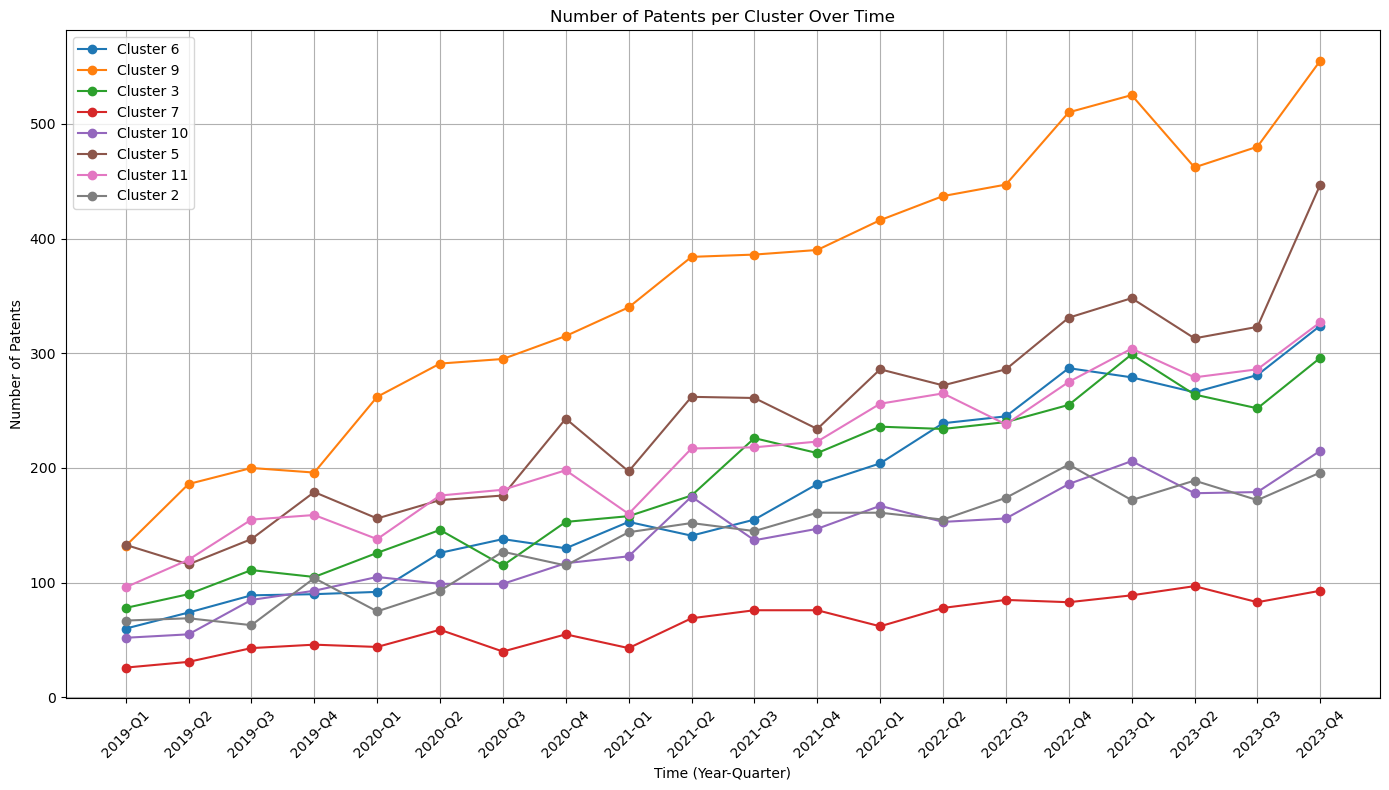 Number of Patents per Cluster Over Time
Cluster 6
Cluster 9
Cluster 3
Cluster 7
Cluster 10
Cluster 5
Cluster 11
Cluster 2
Number of Patents
500
400
300
200
100
0
2019-Q1
2019-Q2
2019-Q3
2019-Q4
2020-Q1
2020-Q2
2020-Q3
2020-Q4
2021-Q1
2021-Q2
2021-Q3
2021-Q4
2022-Q1
2022-Q2
2022-Q3
2022-Q4
2023-Q1
2023-Q2
2023-Q3
2023-Q4
Time (Year-Quarter)